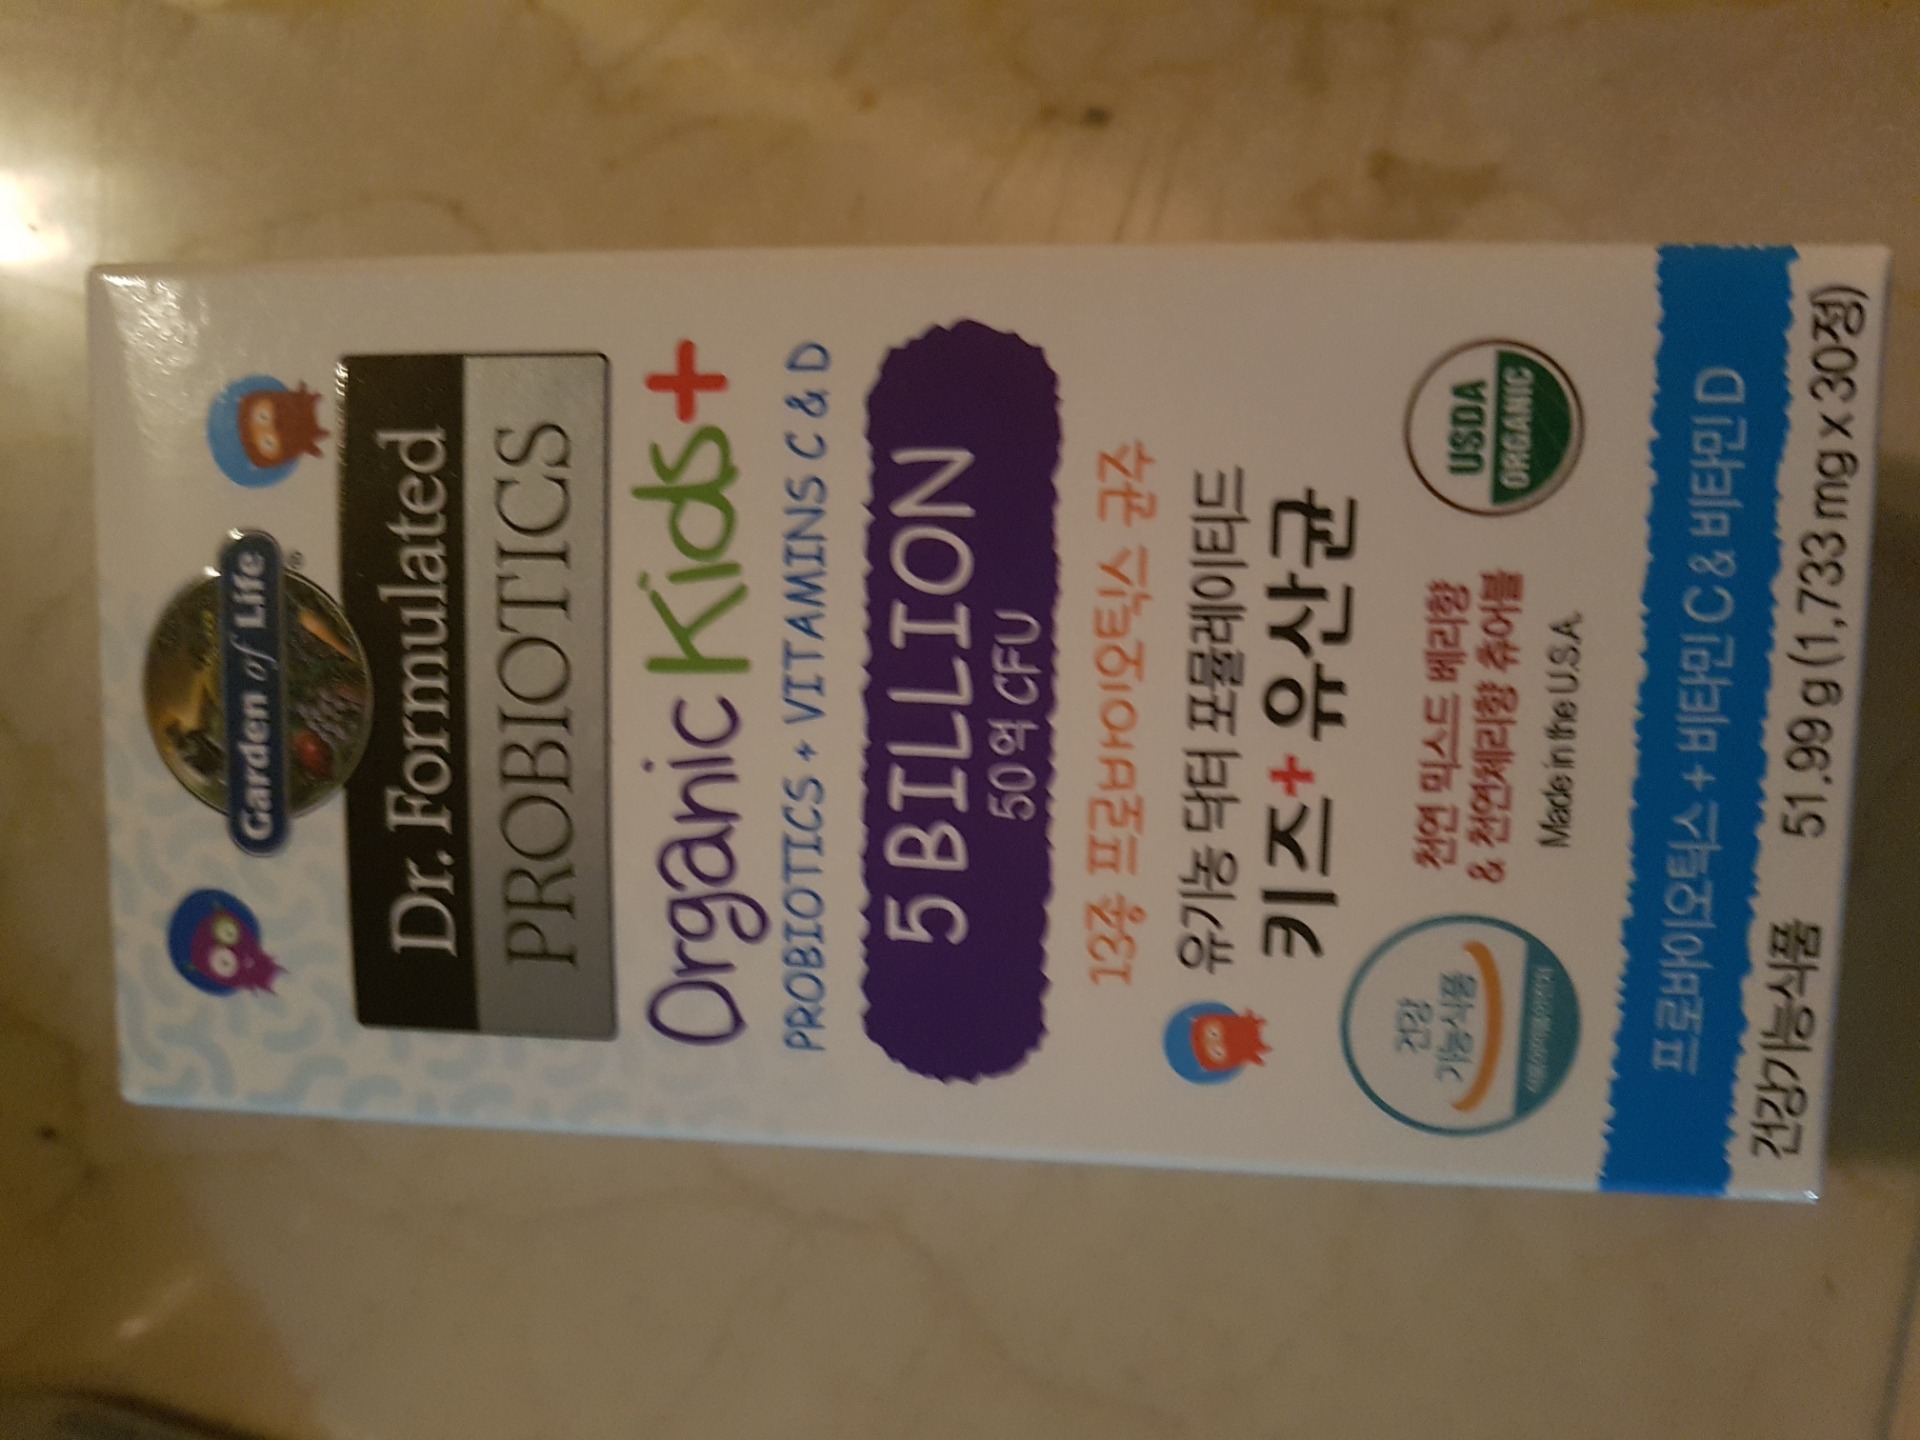 Garden of Life
Dr. Formulated
PROBIOTICS
Organic Kids+
PROBIOTICS + VITAMINS C & D
5 BILLION
50억 CFU
13종 프로바이오틱스 균주
유기농 닥터 포뮬레이티드
키즈+유산균
건강
기능식품
천연 믹스드 베리향
& 천연체리향 츄어블
Made in the U.S.A.
USDA
ORGANIC
프로바이오틱스 + 비타민 C & 비타민 D
건강기능식품 51.99 g (1,733 mg x 30정)